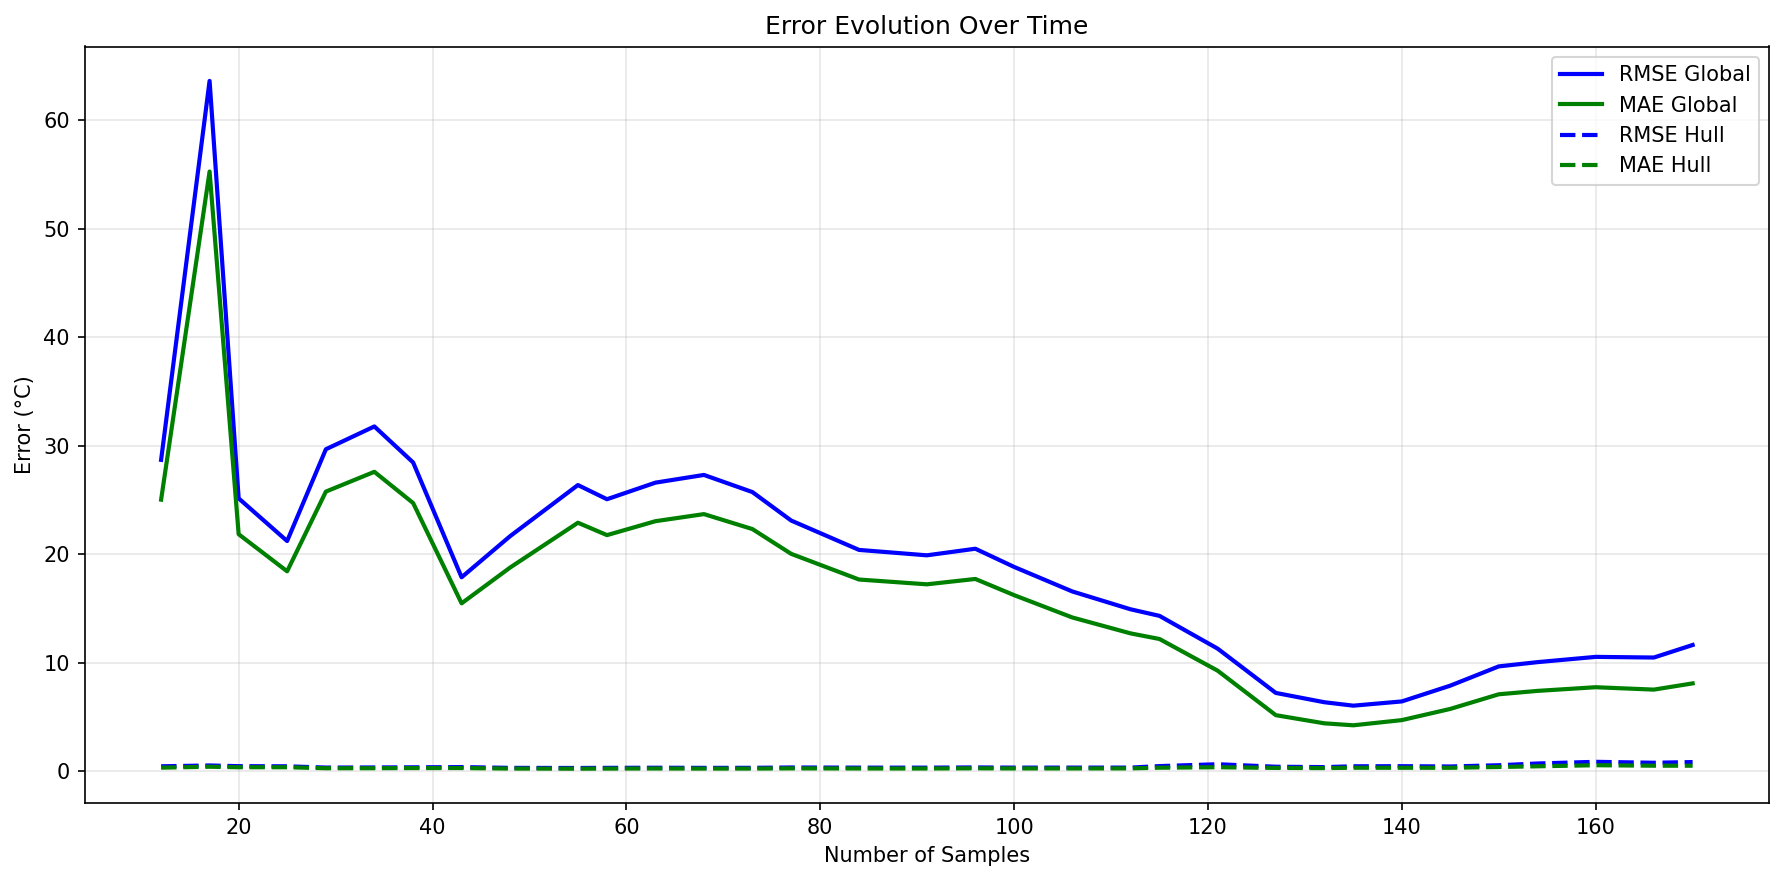 Error Evolution Over Time
RMSE Global
MAE Global
RMSE Hull
MAE Hull
Error (°C)
60
50
40
30
20
10
0
20 40 60 80 100 120 140 160
Number of Samples